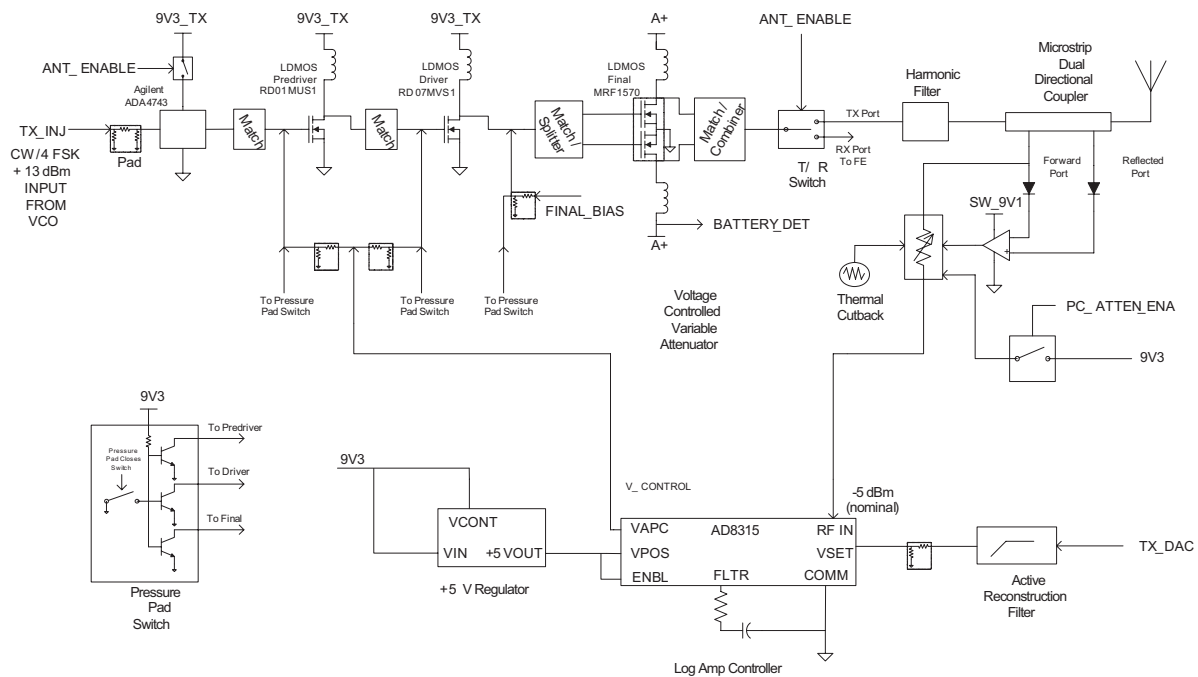 9V3_TX
9V3_TX
9V3_TX
A+
ANT_ENABLE
Microstrip
Dual
Directional
Coupler
ANT_ENABLE
LDMOS
Predriver
RD01MUS1
LDMOS
Driver
RD07MVS1
LDMOS
Final
MRF1570
Harmonic
Filter
Agilent
ADA4743
TX_INJ
Match
Match
Match/
Splitter
Match/
Combiner
TX Port
RX Port
To FE
T/ R
Switch
Pad
CW/4 FSK
+ 13 dBm
INPUT
FROM
VCO
Forward
Port
Reflected
Port
FINAL_BIAS
BATTERY_DET
A+
SW_9V1
+
To Pressure
Pad Switch
To Pressure
Pad Switch
To Pressure
Pad Switch
Voltage
Controlled
Variable
Attenuator
Thermal
Cutback
PC_ATTEN_ENA
9V3
9V3
Pressure
Pad Closes
Switch
To Predriver
To Driver
To Final
Pressure
Pad
Switch
9V3
V_ CONTROL
-5 dBm
(nominal)
VCONT
VIN
+5 VOUT
+5 V Regulator
VAPC
AD8315
RF IN
VPOS
VSET
ENBL
FLTR
COMM
TX_DAC
Active
Reconstruction
Filter
Log Amp Controller